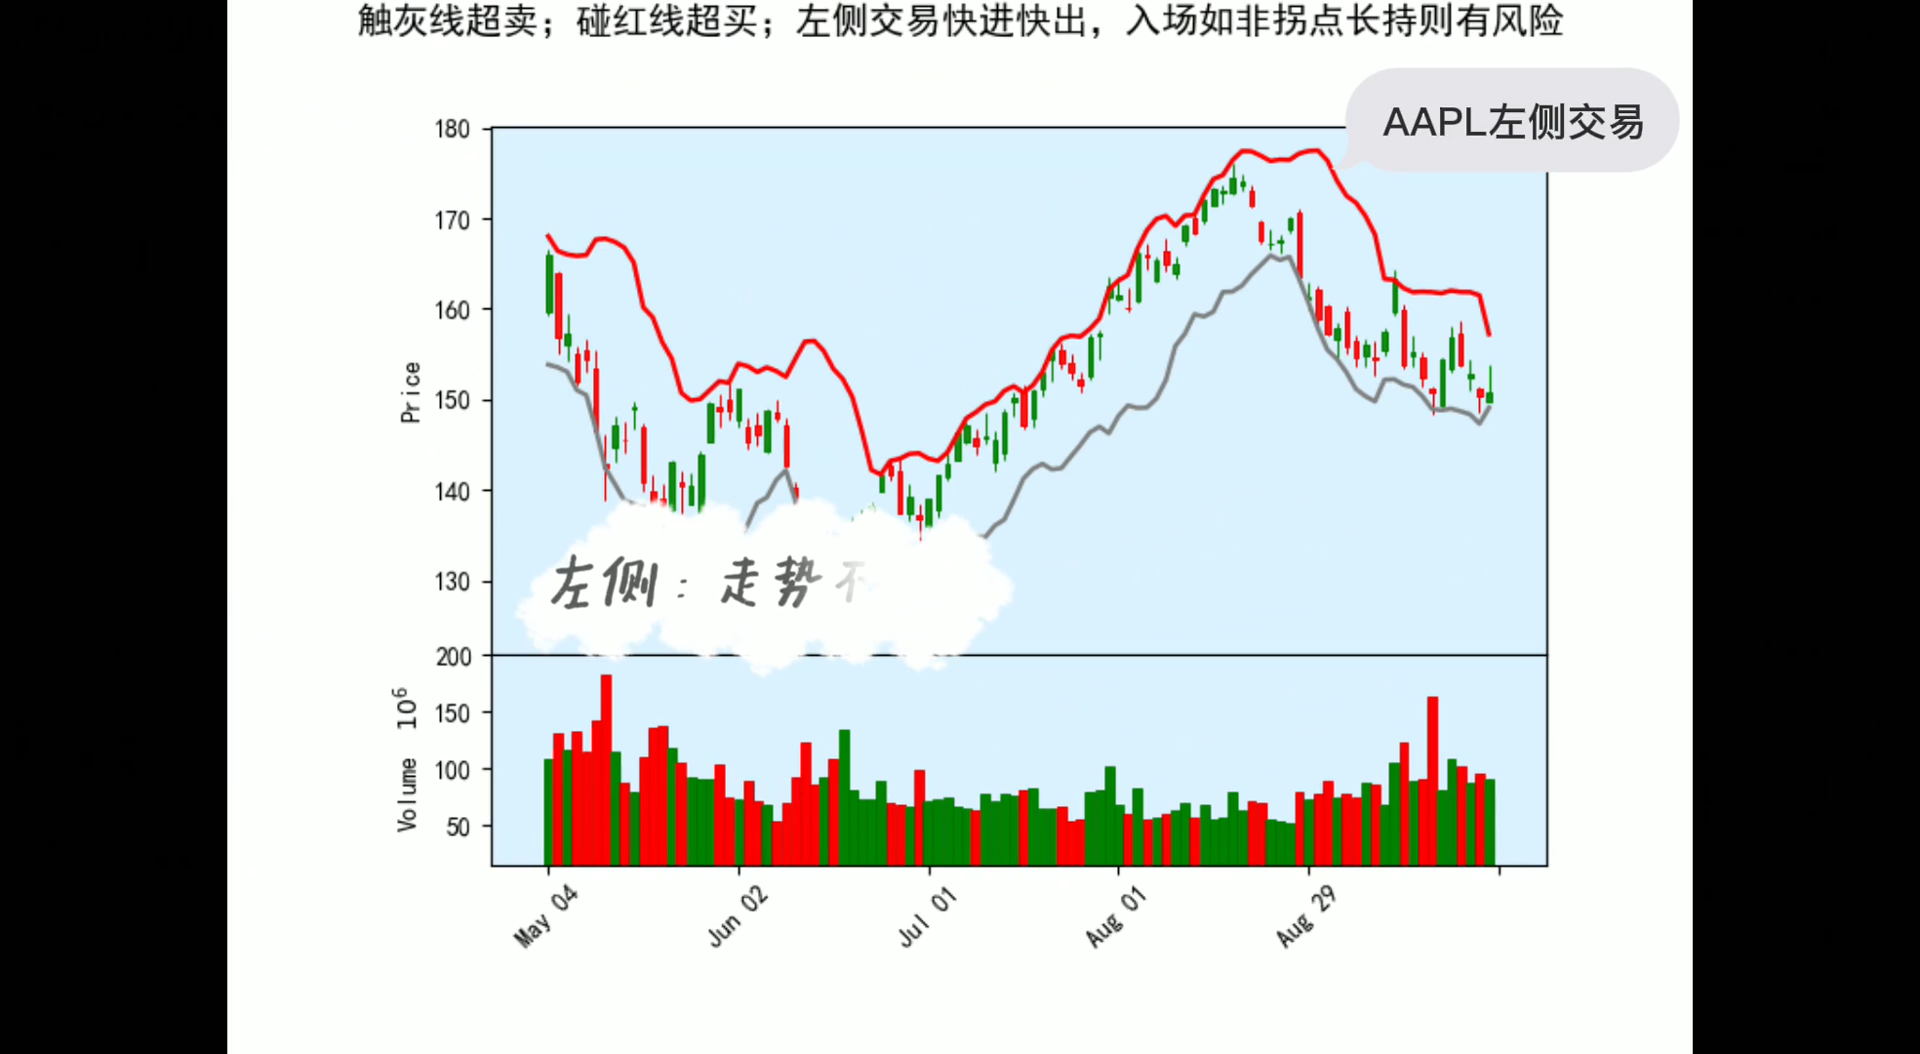 触灰线超卖；碰红线超买；左侧交易快进快出，入场如非拐点长持则有风险
AAPL左侧交易
180
170
160
150
140
130
Price
左侧：走势不
200
150
100
50
Volume 10⁶
May 04
Jun 02
Jul 01
Aug 01
Aug 29